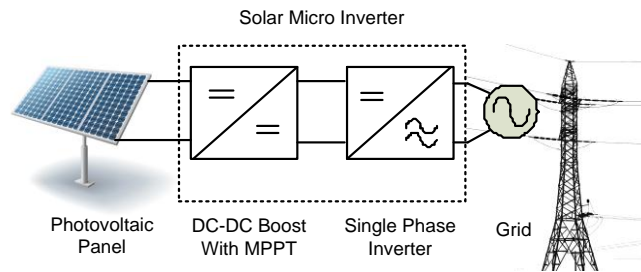 Solar Micro Inverter
Photovoltaic
Panel
DC-DC Boost
With MPPT
Single Phase
Inverter
Grid